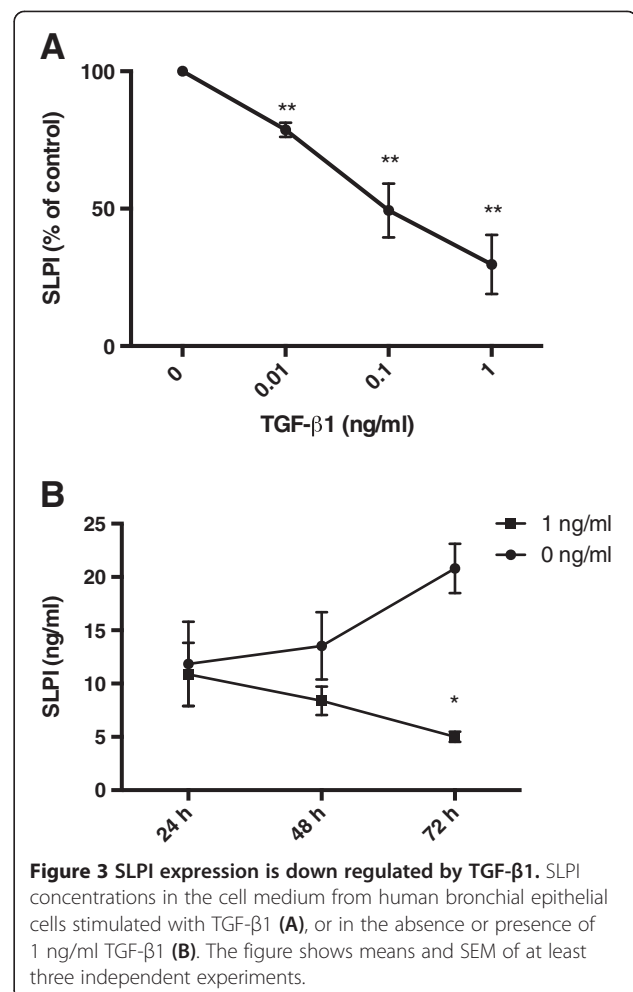 A
100
50
0
SLPI (% of control)
**
**
**
0
0.01
0.1
1
TGF-β1 (ng/ml)
B
25
20
15
10
5
0
SLPI (ng/ml)
1 ng/ml
0 ng/ml
*
24 h
48 h
72 h
Figure 3 SLPI expression is down regulated by TGF-β1. SLPI
concentrations in the cell medium from human bronchial epithelial
cells stimulated with TGF-β1 (A), or in the absence or presence of
1 ng/ml TGF-β1 (B). The figure shows means and SEM of at least
three independent experiments.